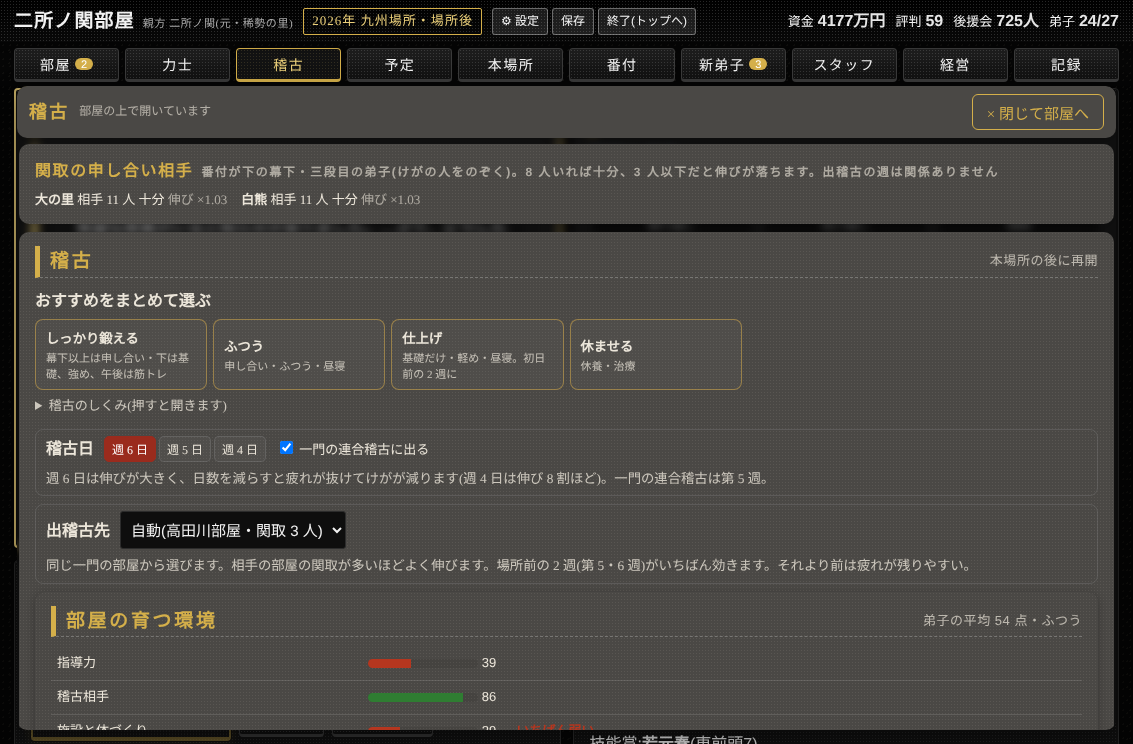 二所ノ関部屋 親方 二所ノ関(元・稀勢の里) 2026年 九州場所・場所後 ⚙ 設定 保存 終了(トップへ) 資金 4177万円 評判 59 後援会 725人 弟子 24/27
部屋 2 力士 稽古 予定 本場所 番付 新弟子 3 スタッフ 経営 記録
稽古 部屋の上で開いています × 閉じて部屋へ
関取の申し合い相手 番付が下の幕下・三段目の弟子(けがの人をのぞく)。8 人いれば十分、3 人以下だと伸びが落ちます。出稽古の週は関係ありません
大の里 相手 11 人 十分 伸び ×1.03 白熊 相手 11 人 十分 伸び ×1.03
稽古 本場所の後に再開
おすすめをまとめて選ぶ
しっかり鍛える
幕下以上は申し合い・下は基
礎、強め、午後は筋トレ
ふつう
申し合い・ふつう・昼寝
仕上げ
基礎だけ・軽め・昼寝。初日
前の 2 週に
休ませる
休養・治療
▶ 稽古のしくみ(押すと開きます)
稽古日 週 6 日 週 5 日 週 4 日 一門の連合稽古に出る
週 6 日は伸びが大きく、日数を減らすと疲れが抜けてけがが減ります(週 4 日は伸び 8 割ほど)。一門の連合稽古は第 5 週。
出稽古先 自動(高田川部屋・関取 3 人)
同じ一門の部屋から選びます。相手の部屋の関取が多いほどよく伸びます。場所前の 2 週(第 5・6 週)がいちばん効きます。それより前は疲れが残りやすい。
部屋の育つ環境 弟子の平均 54 点・ふつう
指導力 39
稽古相手 86
施設と体づくり
技能賞:若元春(東前頭7)